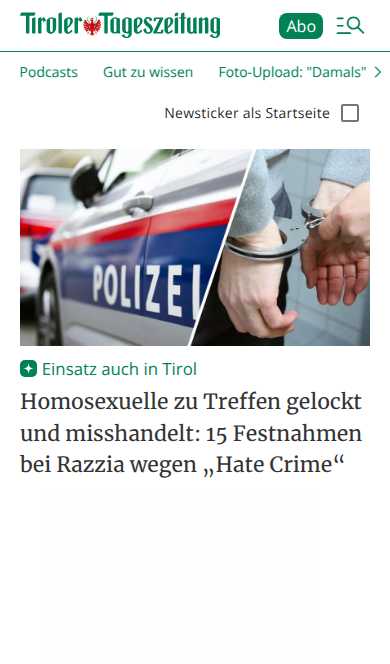 Tiroler Tageszeitung
Abo
Podcasts Gut zu wissen Foto-Upload: "Damals"
Newsticker als Startseite
POLIZEI
Einsatz auch in Tirol
Homosexuelle zu Treffen gelockt
und misshandelt: 15 Festnahmen
bei Razzia wegen „Hate Crime“